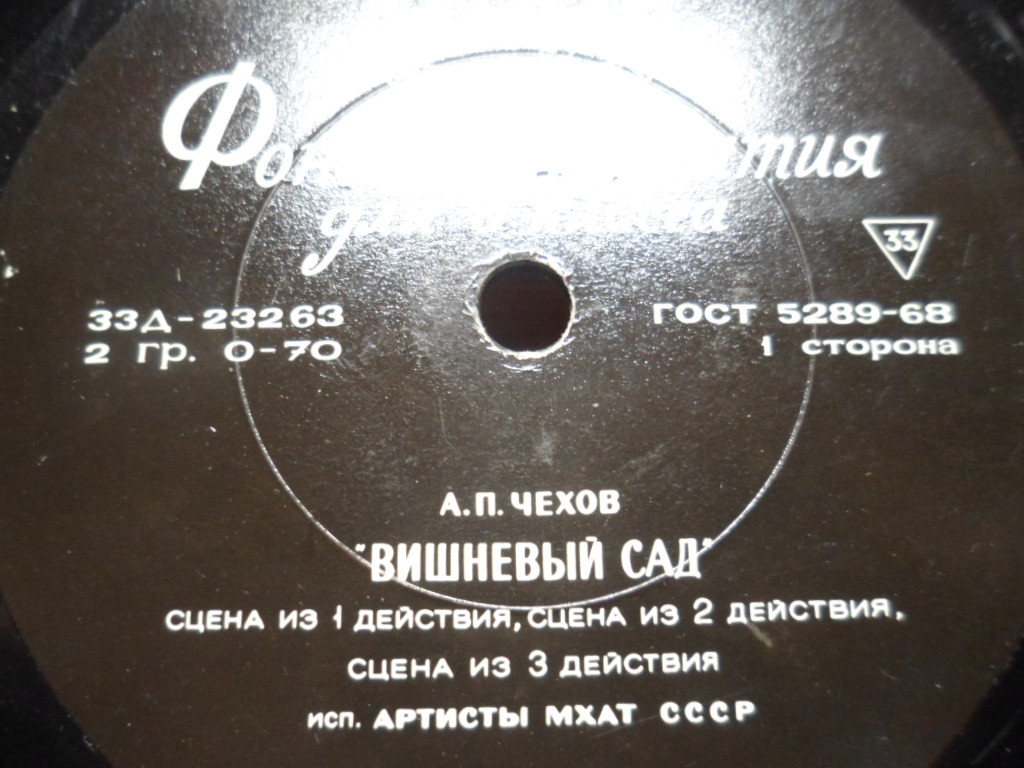 33
33Д-23263
2 гр. 0-70
ГОСТ 5289-68
1 сторона
А.П. ЧЕХОВ
"ВИШНЕВЫЙ САД"
СЦЕНА ИЗ 1 ДЕЙСТВИЯ, СЦЕНА ИЗ 2 ДЕЙСТВИЯ,
СЦЕНА ИЗ 3 ДЕЙСТВИЯ
исп. АРТИСТЫ МХАТ СССР